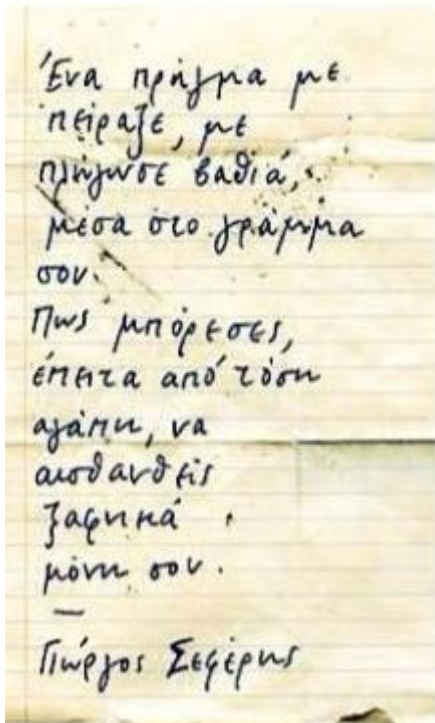 Ένα πράγμα με
πείραξε, με
πλήγωσε βαθιά,
μέσα στο γράμμα
σου.
Πως μπόρεσες,
έπειτα από τόση
αγάπη, να
αισθανθείς
ξαφνικά
μόνη σου.
—
Γιώργος Σεφέρης